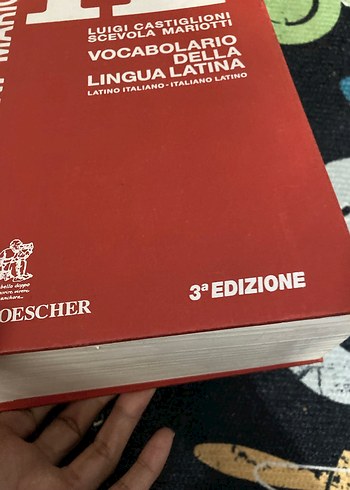 LUIGI CASTIGLIONI
SCEVOLA MARIOTTI
VOCABOLARIO
DELLA
LINGUA LATINA
LATINO ITALIANO - ITALIANO LATINO
3ª EDIZIONE
OESCHER